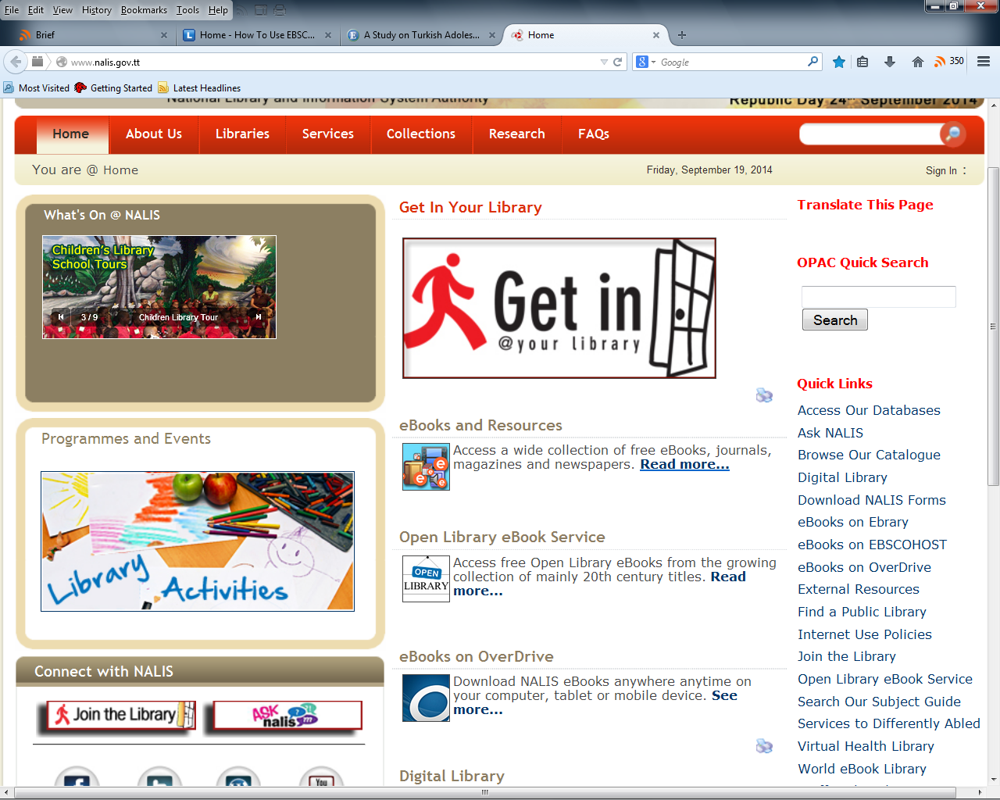 File Edit View History Bookmarks Tools Help
Brief
Home - How To Use EBSC...
A Study on Turkish Adoles...
Home
www.nalis.gov.tt
Google
350
Most Visited
Getting Started
Latest Headlines
National Library and Information System Authority
Republic Day 24th September 2014
Home
About Us
Libraries
Services
Collections
Research
FAQs
You are @ Home
Friday, September 19, 2014
Sign In :
What's On @ NALIS
Children's Library
School Tours
3 / 9
Children Library Tour
Programmes and Events
Library Activities
Connect with NALIS
Join the Library
ASK nalis
You
Get In Your Library
Get in
@your library
eBooks and Resources
Access a wide collection of free eBooks, journals,
magazines and newspapers. Read more...
Open Library eBook Service
OPEN
LIBRARY
Access free Open Library eBooks from the growing
collection of mainly 20th century titles. Read
more...
eBooks on OverDrive
Download NALIS eBooks anywhere anytime on
your computer, tablet or mobile device. See
more...
Digital Library
Translate This Page
OPAC Quick Search
Search
Quick Links
Access Our Databases
Ask NALIS
Browse Our Catalogue
Digital Library
Download NALIS Forms
eBooks on Ebrary
eBooks on EBSCOHOST
eBooks on OverDrive
External Resources
Find a Public Library
Internet Use Policies
Join the Library
Open Library eBook Service
Search Our Subject Guide
Services to Differently Abled
Virtual Health Library
World eBook Library